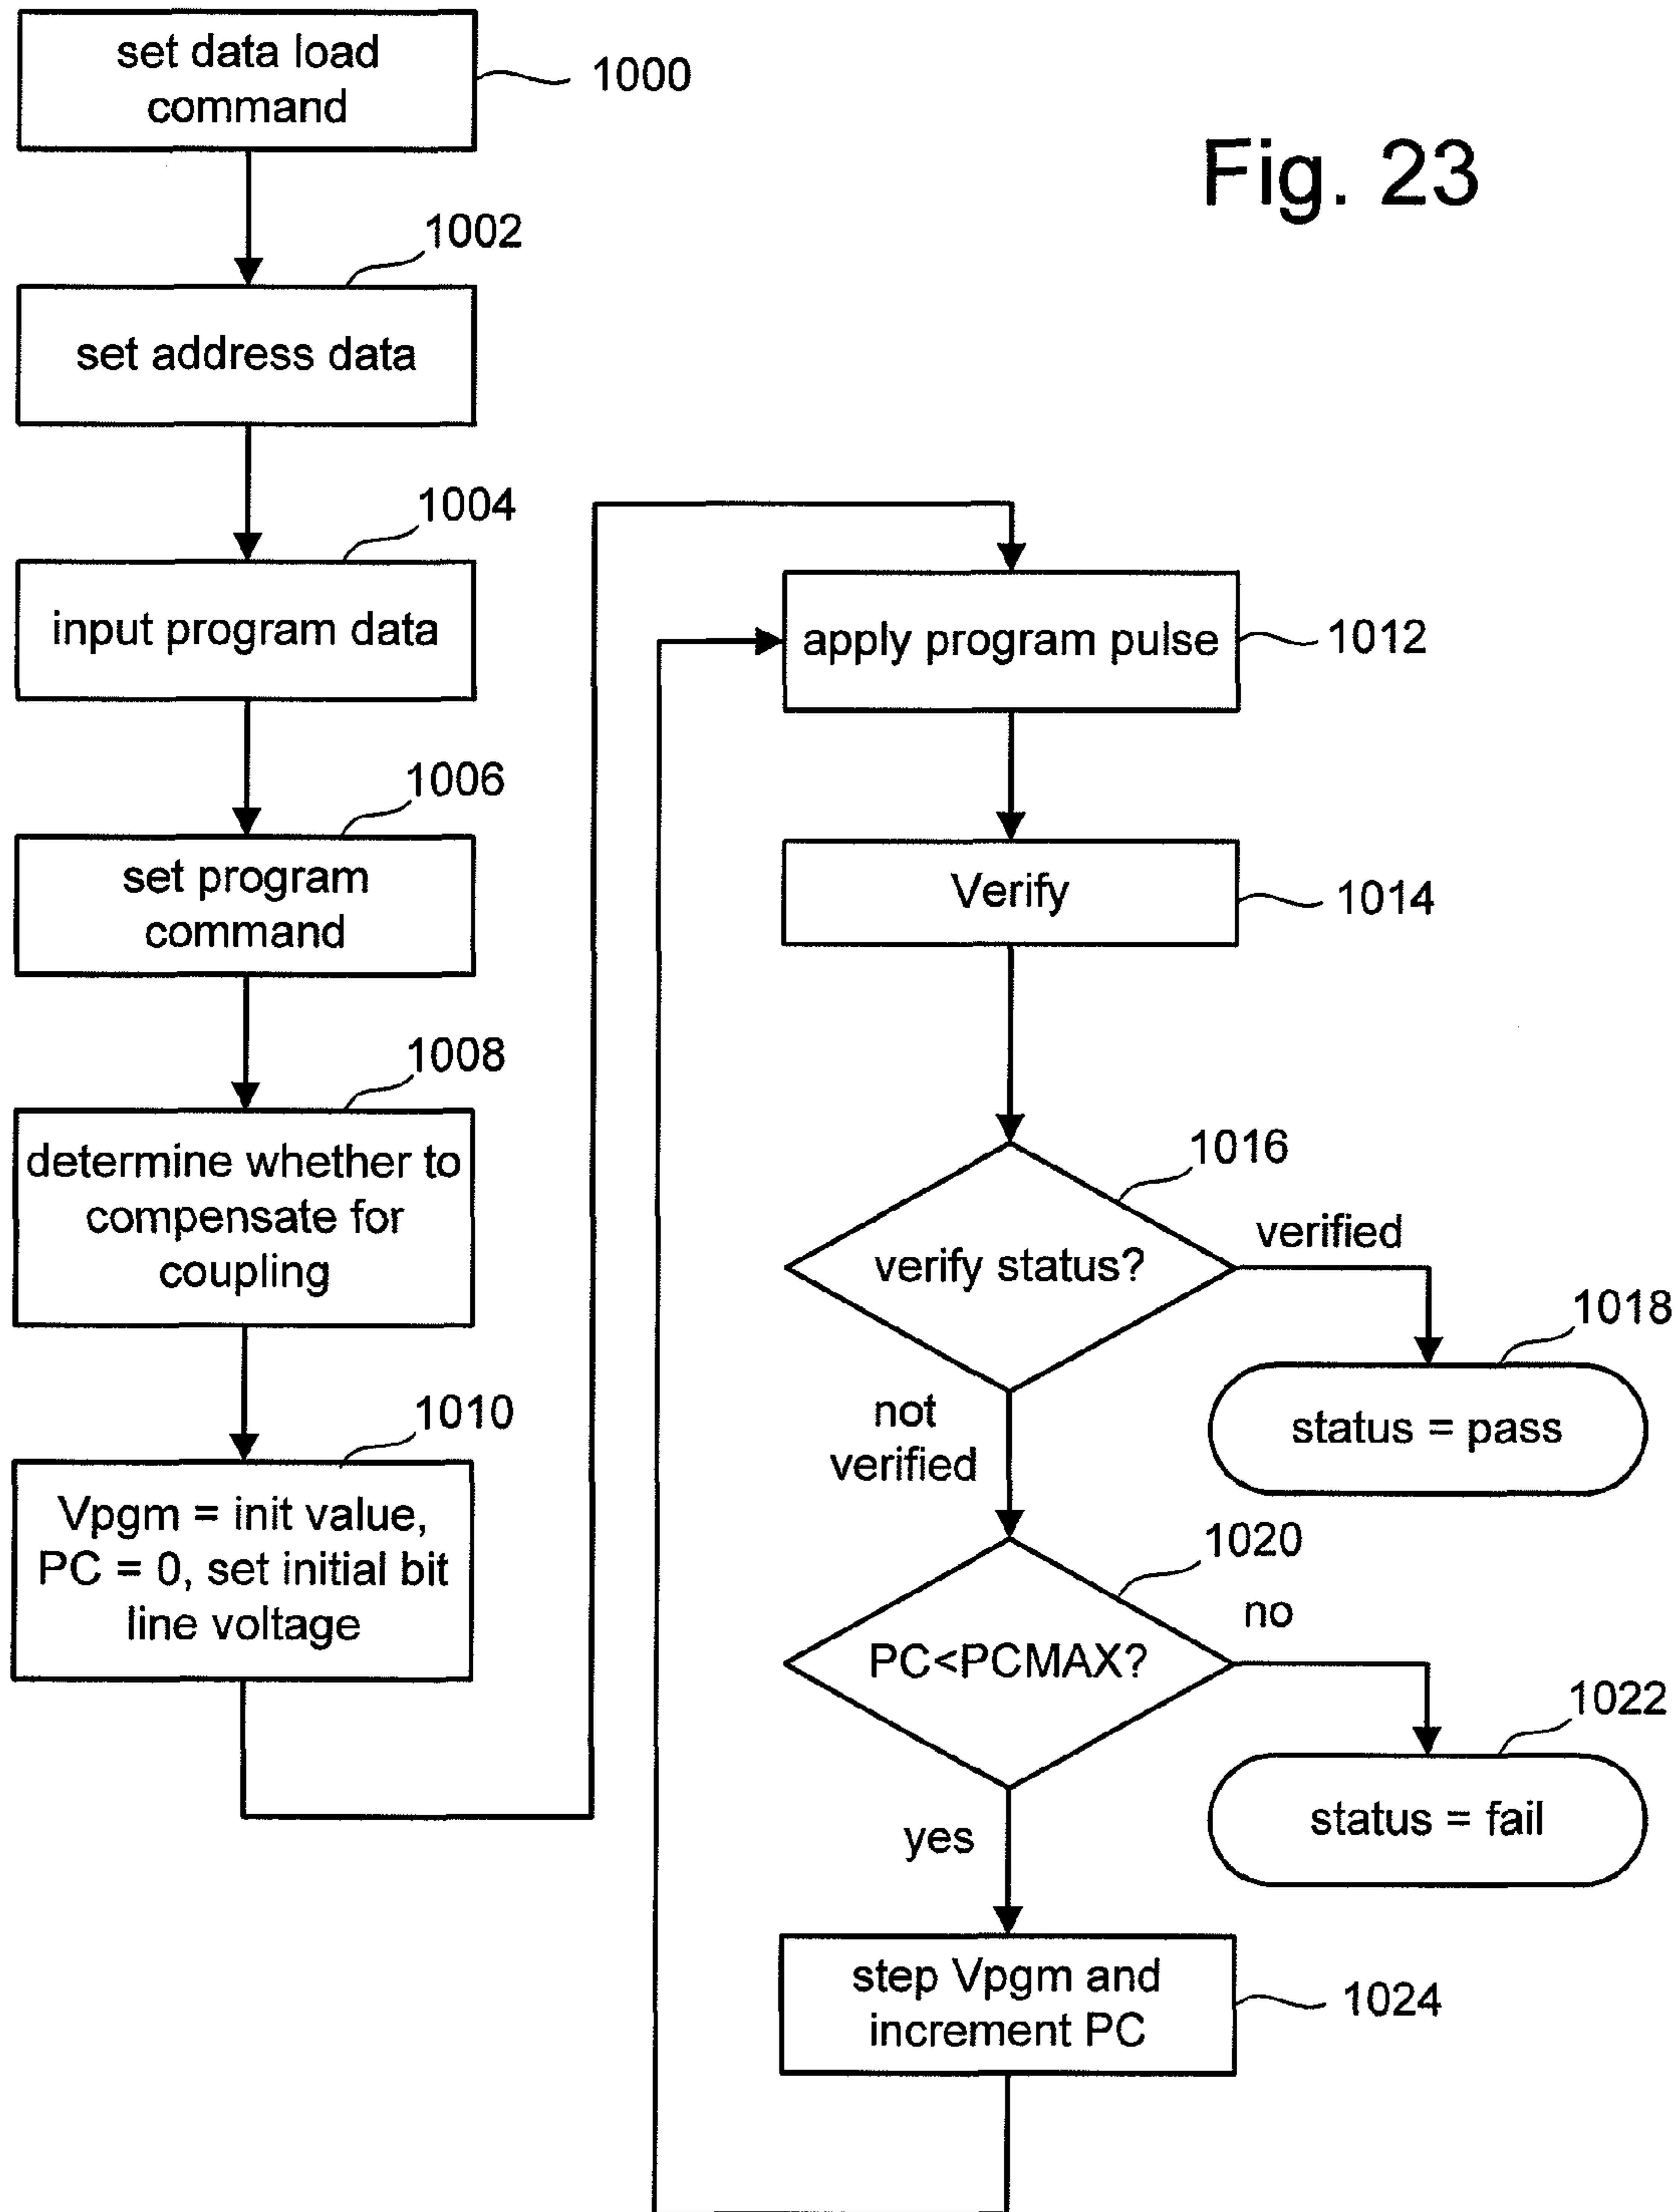 Fig. 23
set data load
command
1000
1002
set address data
1004
input program data
1006
set program
command
1008
determine whether to
compensate for
coupling
1010
Vpgm = init value,
PC = 0, set initial bit
line voltage
apply program pulse
1012
Verify
1014
1016
verify status?
verified
1018
status = pass
not
verified
1020
PC<PCMAX?
no
1022
status = fail
yes
step Vpgm and
increment PC
1024